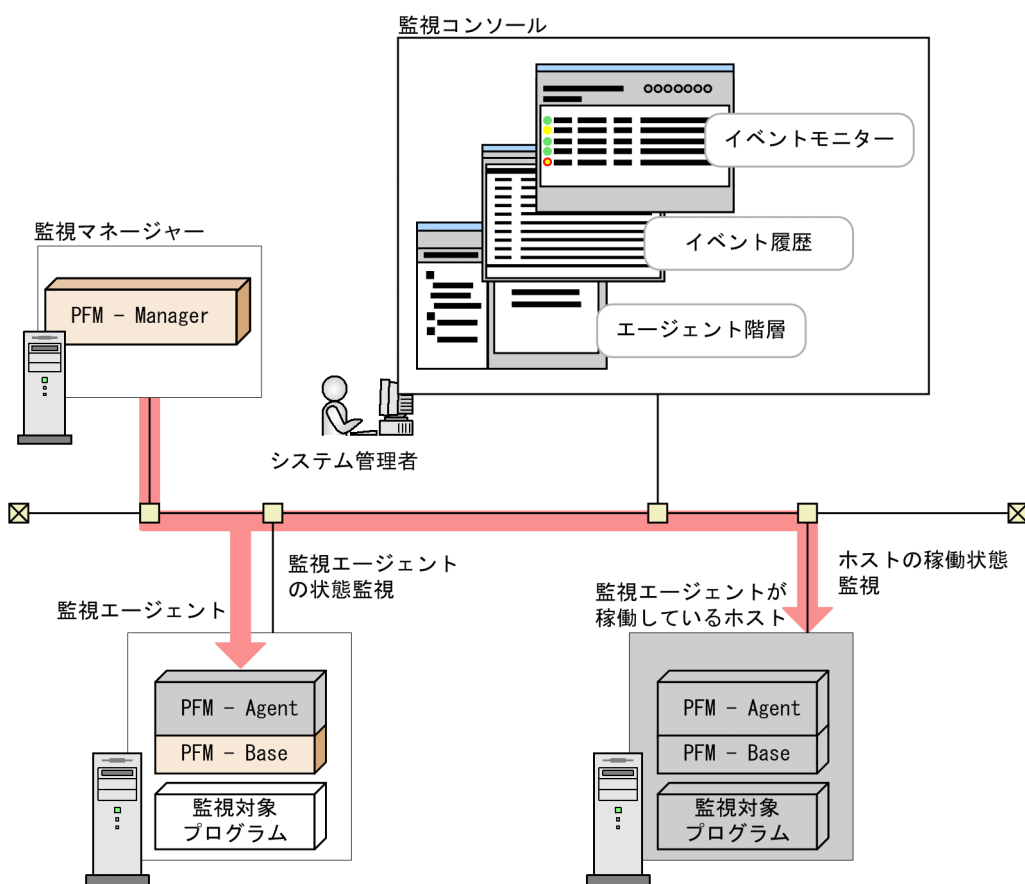 監視コンソール
イベントモニター
イベント履歴
エージェント階層
監視マネージャー
PFM - Manager
システム管理者
監視エージェント
の状態監視
監視エージェント
PFM - Agent
PFM - Base
監視対象
プログラム
ホストの稼働状態
監視
監視エージェントが
稼働しているホスト
PFM - Agent
PFM - Base
監視対象
プログラム